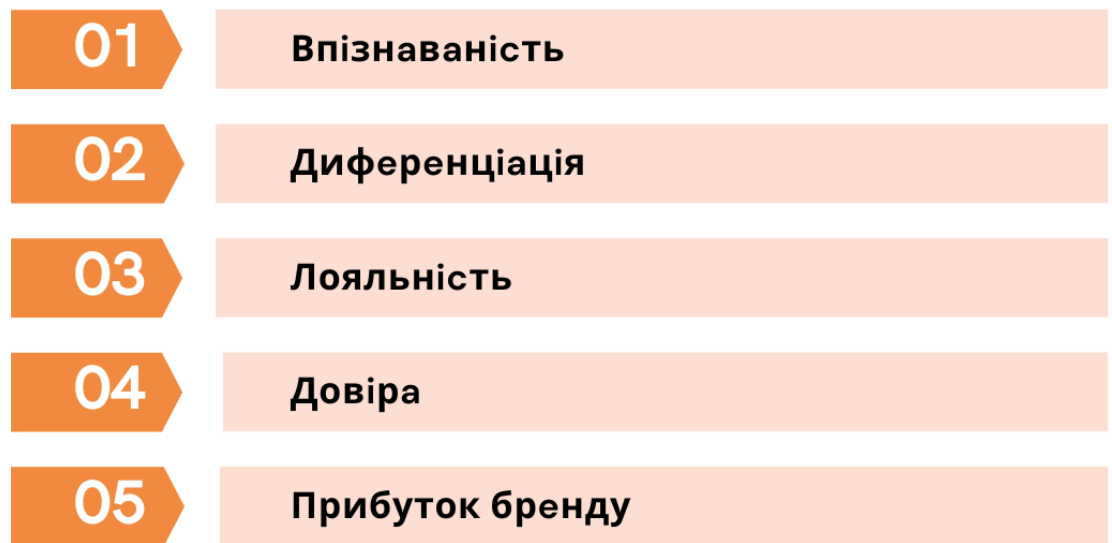 01 Впізнаваність
02 Диференціація
03 Лояльність
04 Довіра
05 Прибуток бренду